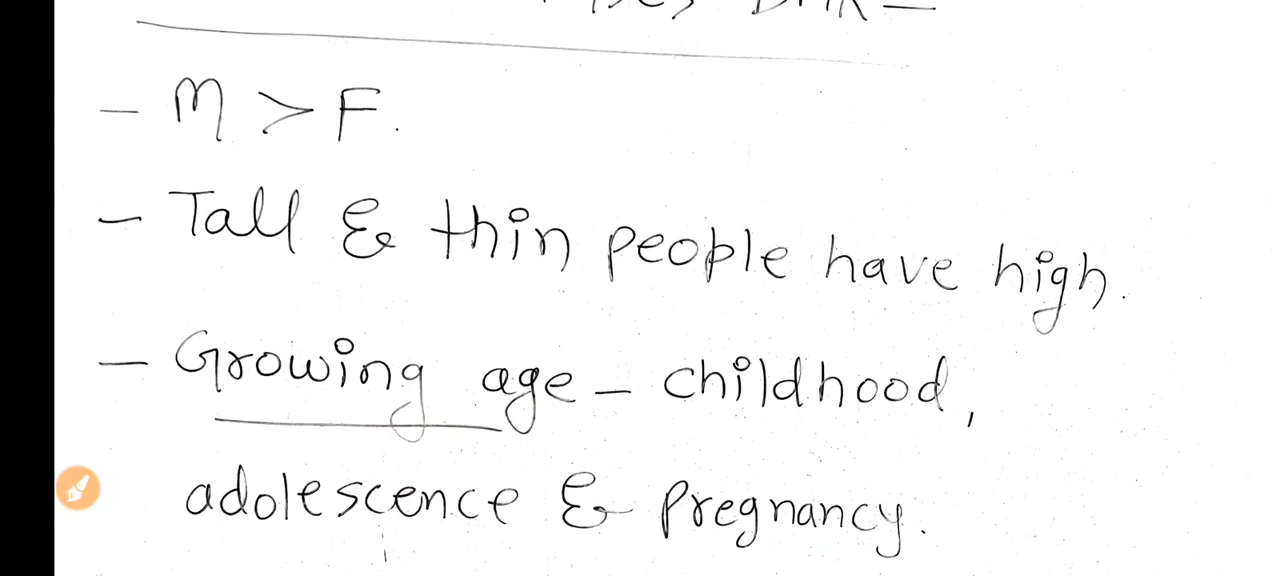 - M > F.
- Tall & thin people have high.
- Growing age - childhood,
adolescence & pregnancy.